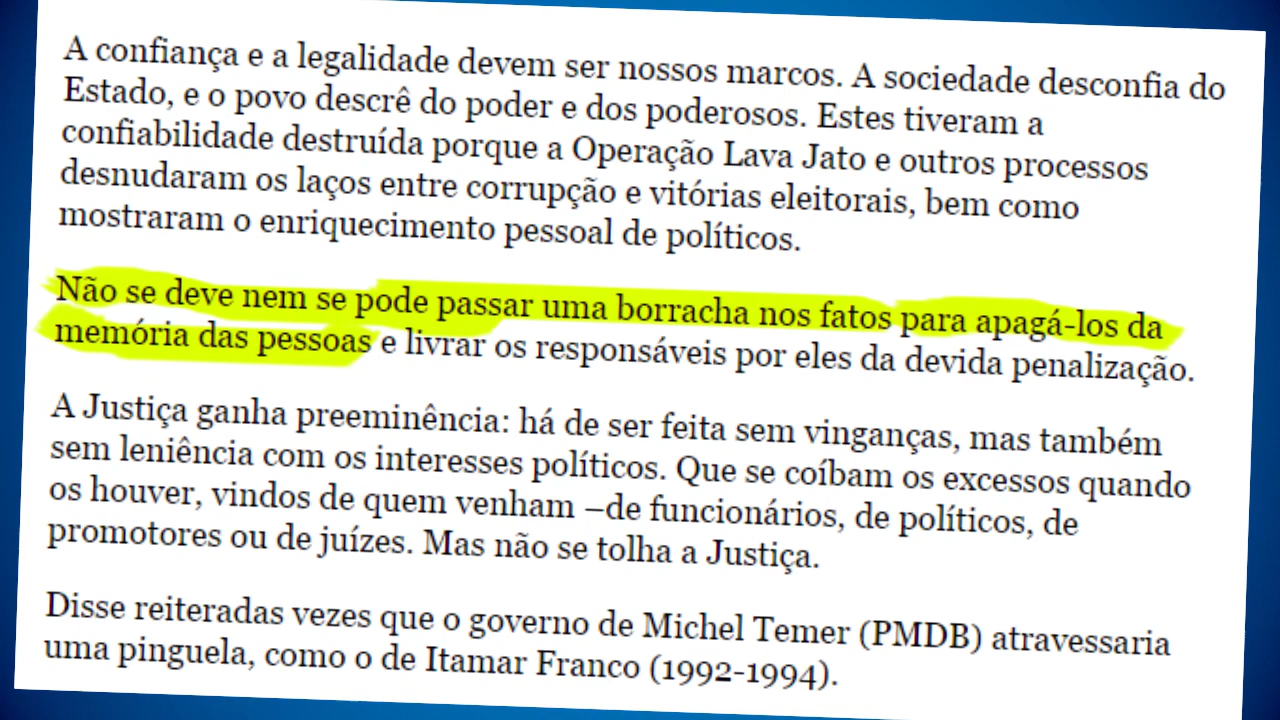 A confiança e a legalidade devem ser nossos marcos. A sociedade desconfia do
Estado, e o povo descrê do poder e dos poderosos. Estes tiveram a
confiabilidade destruída porque a Operação Lava Jato e outros processos
desnudaram os laços entre corrupção e vitórias eleitorais, bem como
mostraram o enriquecimento pessoal de políticos.
Não se deve nem se pode passar uma borracha nos fatos para apagá-los da
memória das pessoas e livrar os responsáveis por eles da devida penalização.
A Justiça ganha preeminência: há de ser feita sem vinganças, mas também
sem leniência com os interesses políticos. Que se coíbam os excessos quando
os houver, vindos de quem venham –de funcionários, de políticos, de
promotores ou de juízes. Mas não se tolha a Justiça.
Disse reiteradas vezes que o governo de Michel Temer (PMDB) atravessaria
uma pinguela, como o de Itamar Franco (1992-1994).